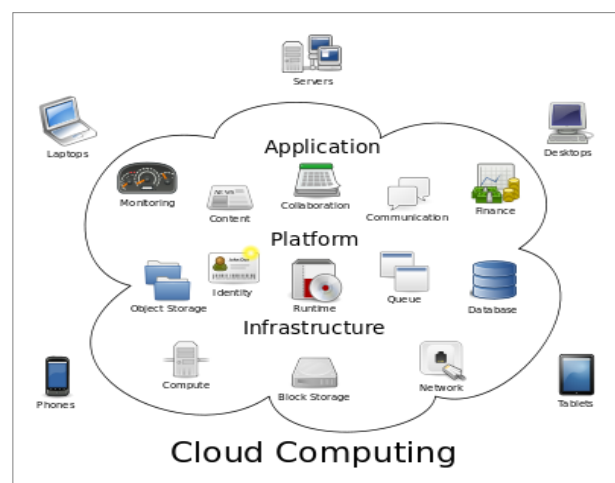 Servers
Laptops
Desktops
Application
Monitoring
Content
Collaboration
Communication
Finance
Platform
Object Storage
Identity
Runtime
Queue
Database
Infrastructure
Compute
Block Storage
Network
Phones
Tablets
Cloud Computing